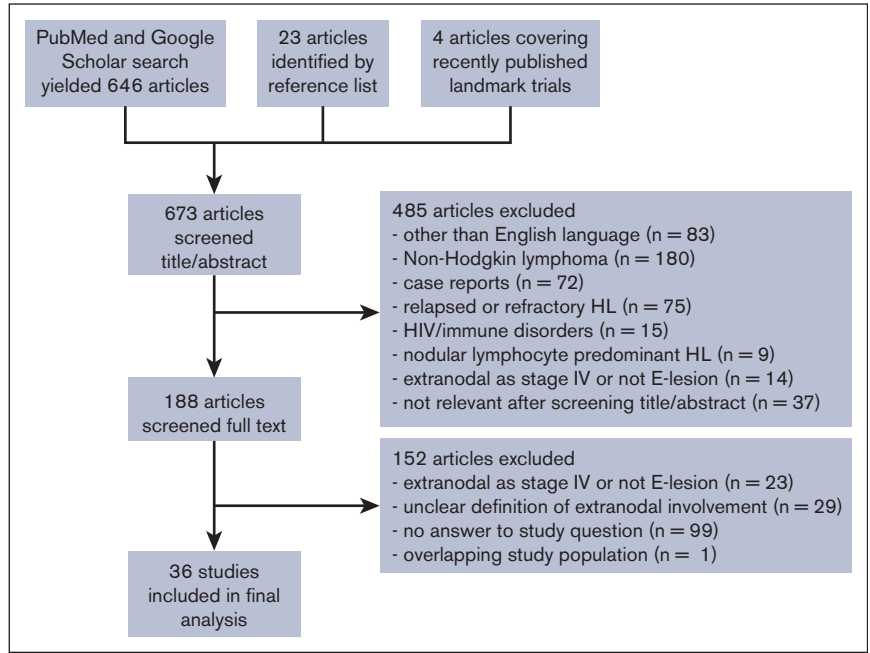 PubMed and Google
Scholar search
yielded 646 articles
23 articles
identified by
reference list
4 articles covering
recently published
landmark trials
673 articles
screened
title/abstract
485 articles excluded
- other than English language (n = 83)
- Non-Hodgkin lymphoma (n = 180)
- case reports (n = 72)
- relapsed or refractory HL (n = 75)
- HIV/immune disorders (n = 15)
- nodular lymphocyte predominant HL (n = 9)
- extranodal as stage IV or not E-lesion (n = 14)
- not relevant after screening title/abstract (n = 37)
188 articles
screened full text
152 articles excluded
- extranodal as stage IV or not E-lesion (n = 23)
- unclear definition of extranodal involvement (n = 29)
- no answer to study question (n = 99)
- overlapping study population (n = 1)
36 studies
included in final
analysis